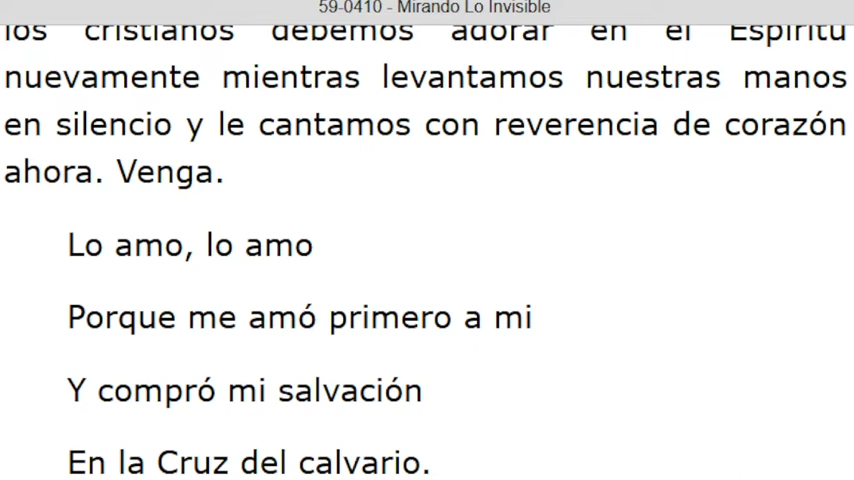 59-0410 - Mirando Lo Invisible
los cristianos debemos adorar en el Espíritu
nuevamente mientras levantamos nuestras manos
en silencio y le cantamos con reverencia de corazón
ahora. Venga.
Lo amo, lo amo
Porque me amó primero a mi
Y compró mi salvación
En la Cruz del calvario.